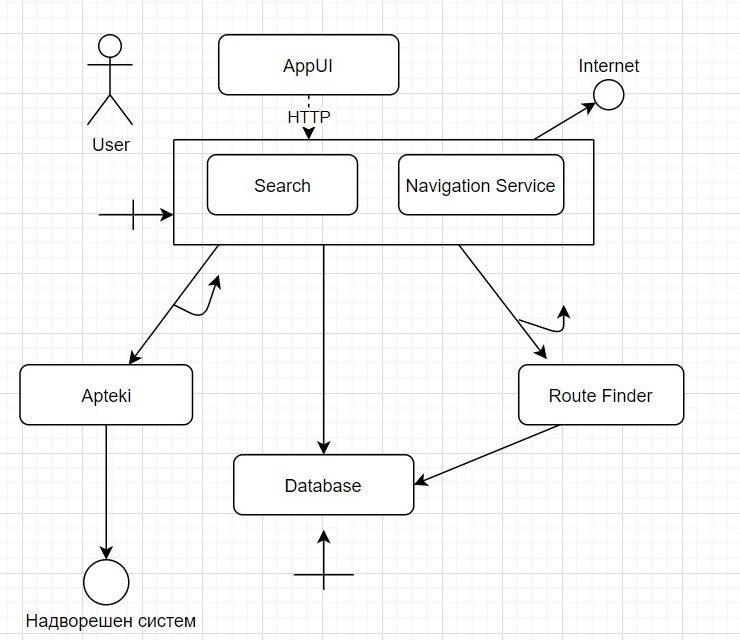 AppUI
Internet
HTTP
User
Search
Navigation Service
Apteki
Route Finder
Database
Надворешен систем